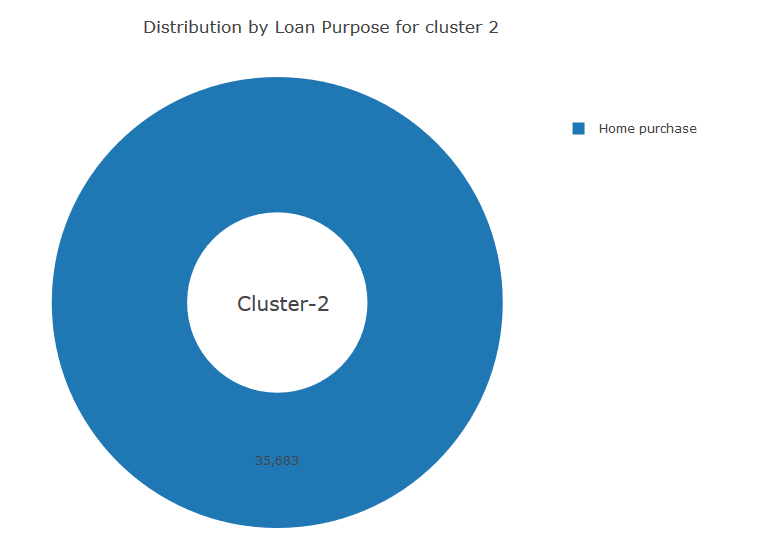 Distribution by Loan Purpose for cluster 2
Home purchase
Cluster-2
35,683